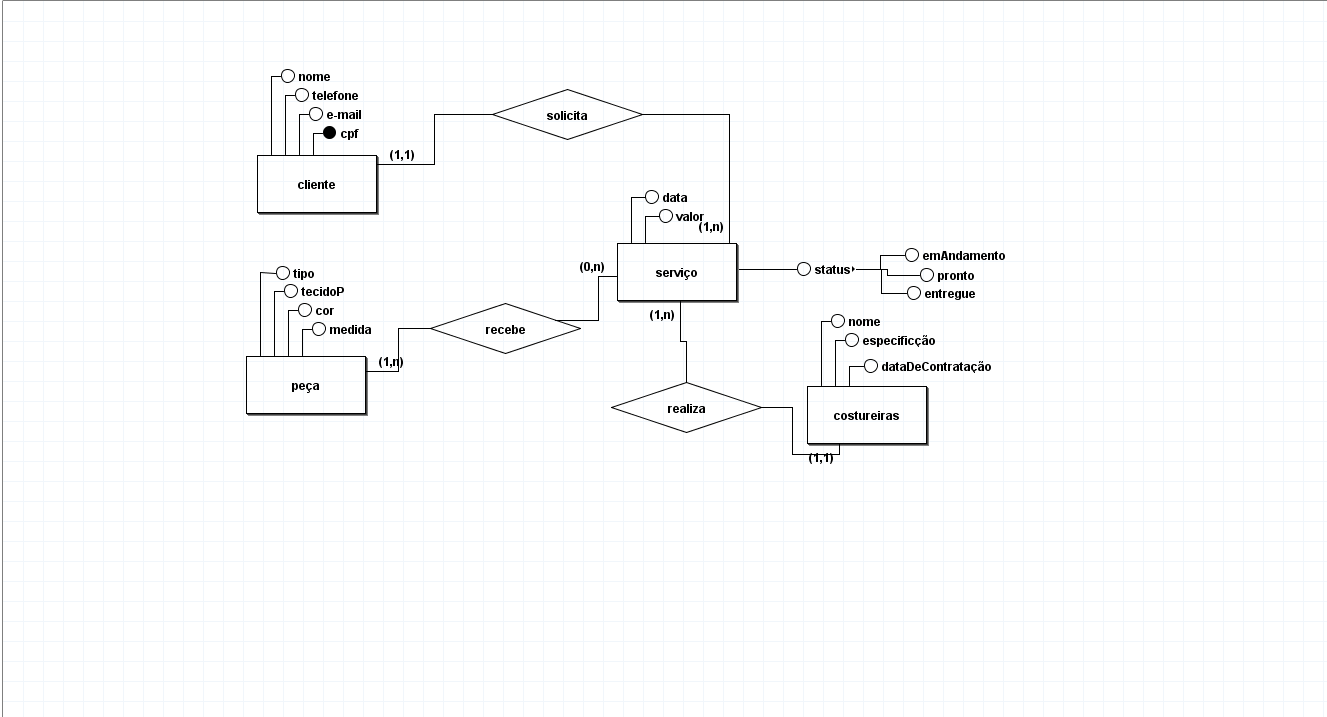 nome
telefone
e-mail
cpf
(1,1)
cliente
solicita
data
valor
(1,n)
serviço
(0,n)
status
emAndamento
pronto
entregue
tipo
tecidoP
cor
medida
(1,n)
peça
recebe
(1,n)
realiza
nome
especificção
dataDeContratação
costureiras
(1,1)